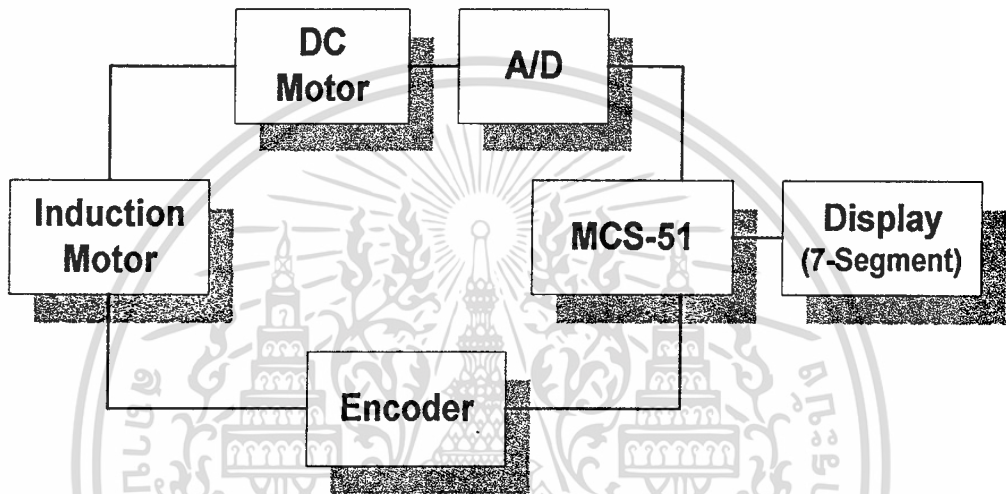 DC
Motor
A/D
Induction
Motor
MCS-51
Display
(7-Segment)
Encoder